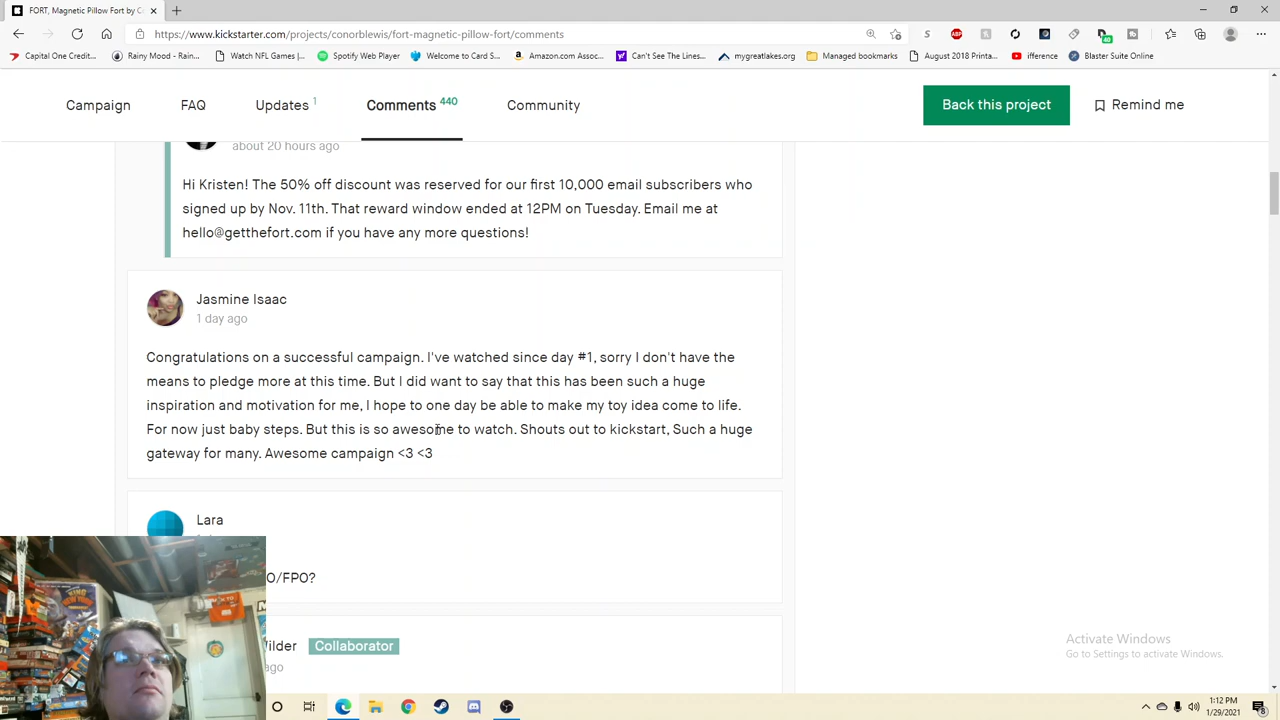 FORT, Magnetic Pillow Fort by C
https://www.kickstarter.com/projects/conorblewis/fort-magnetic-pillow-fort/comments
Capital One Credit... Rainy Mood - Rain... Watch NFL Games |... Spotify Web Player Welcome to Card S... Amazon.com Assoc... Can't See The Lines... mygreatlakes.org Managed bookmarks August 2018 Printa... ifference Blaster Suite Online
Campaign FAQ Updates 1 Comments 440 Community Back this project Remind me
about 20 hours ago
Hi Kristen! The 50% off discount was reserved for our first 10,000 email subscribers who
signed up by Nov. 11th. That reward window ended at 12PM on Tuesday. Email me at
hello@getthefort.com if you have any more questions!
Jasmine Isaac
1 day ago
Congratulations on a successful campaign. I've watched since day #1, sorry I don't have the
means to pledge more at this time. But I did want to say that this has been such a huge
inspiration and motivation for me, I hope to one day be able to make my toy idea come to life.
For now just baby steps. But this is so awesome to watch. Shouts out to kickstart, Such a huge
gateway for many. Awesome campaign <3 <3
Lara
O/FPO?
ilder Collaborator
ago
Activate Windows
Go to Settings to activate Windows.
1:12 PM
1/29/2021